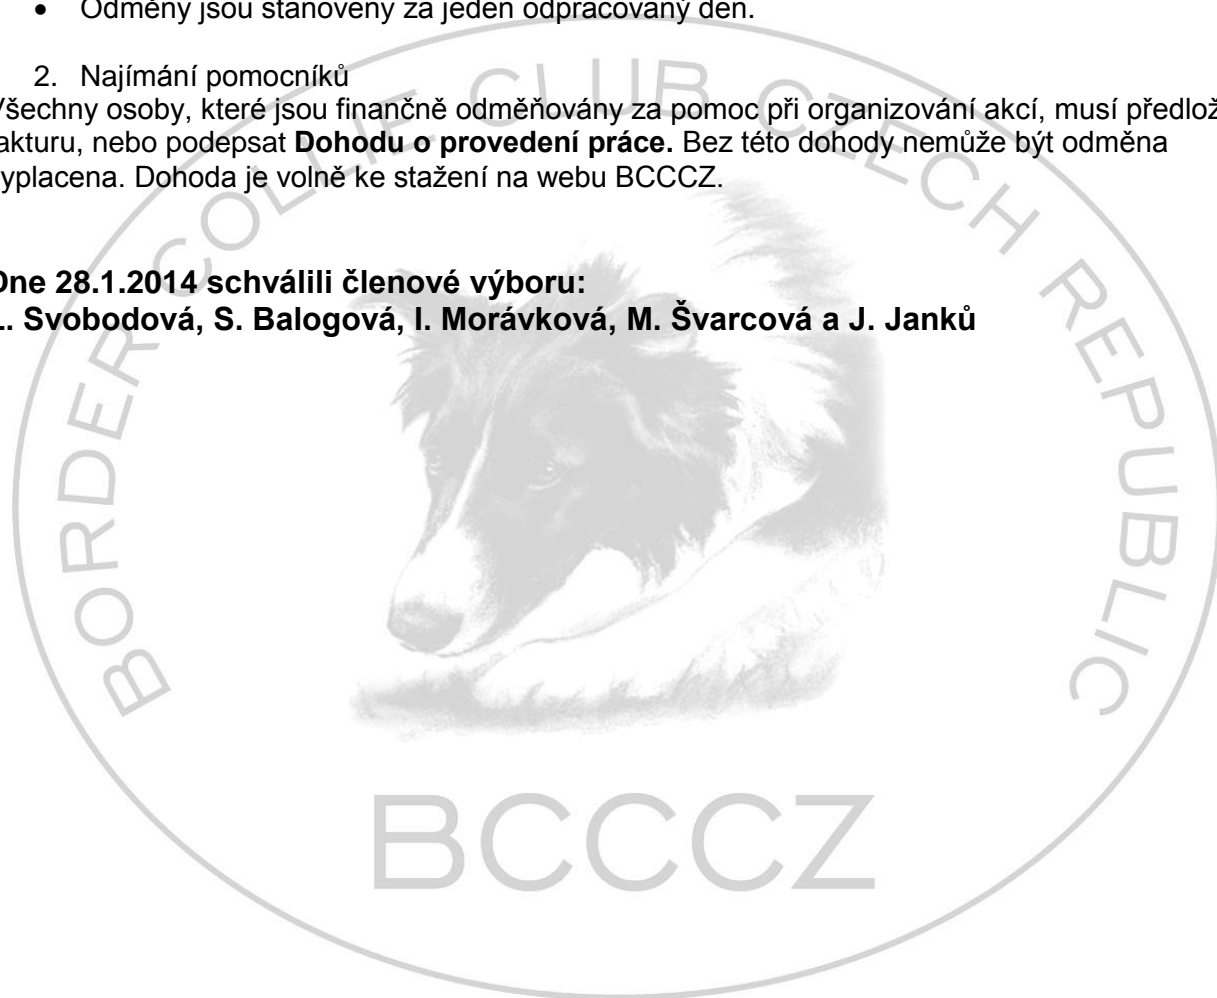 • Odměny jsou stanoveny za jeden odpracovaný den.
2. Najímání pomocníků
všechny osoby, které jsou finančně odměňovány za pomoc při organizování akcí, musí předlož
akturu, nebo podepsat Dohodu o provedení práce. Bez této dohody nemůže být odměna
yplacena. Dohoda je volně ke stažení na webu BCCCZ.
Dne 28.1.2014 schválili členové výboru:
L. Svobodová, S. Balogová, I. Morávková, M. Švarcová a J. Janků
BORDER COLLIE CLUB CZECH REPUBLIC
BCCCZ